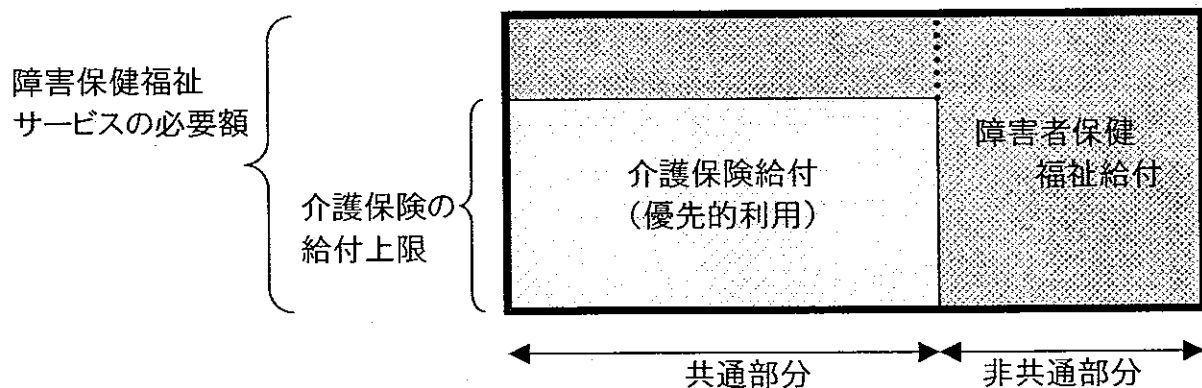 障害保健福祉
サービスの必要額
介護保険の
給付上限
介護保険給付
（優先的利用）
障害者保健
福祉給付
共通部分
非共通部分